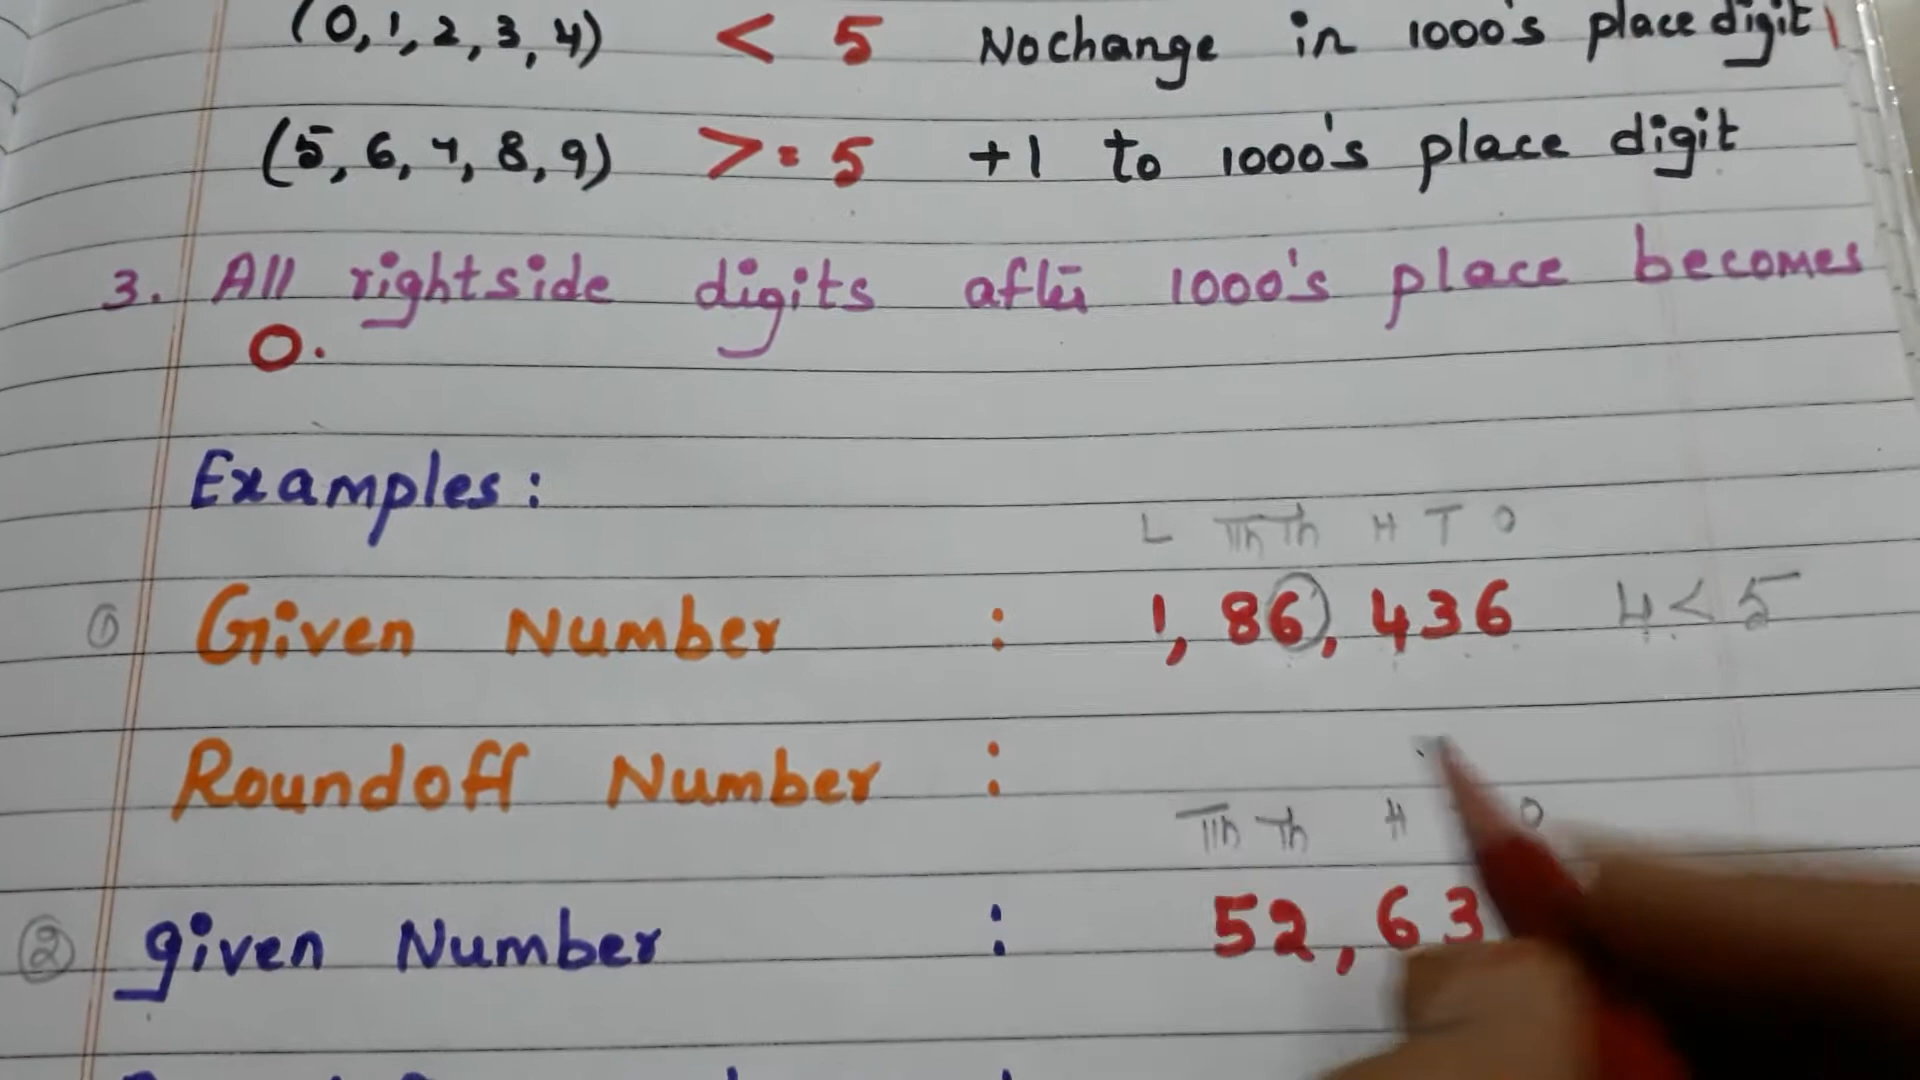 (0,1,2,3,4) < 5 Nochange in 1000's place digit
(5,6,7,8,9) >= 5 +1 to 1000's place digit
3. All rightside digits after 1000's place becomes
0.
Examples:
L TTh Th H T O
① Given Number : 1,86,436 4<5
Roundoff Number :
TTh Th H O
② given Number : 52,63